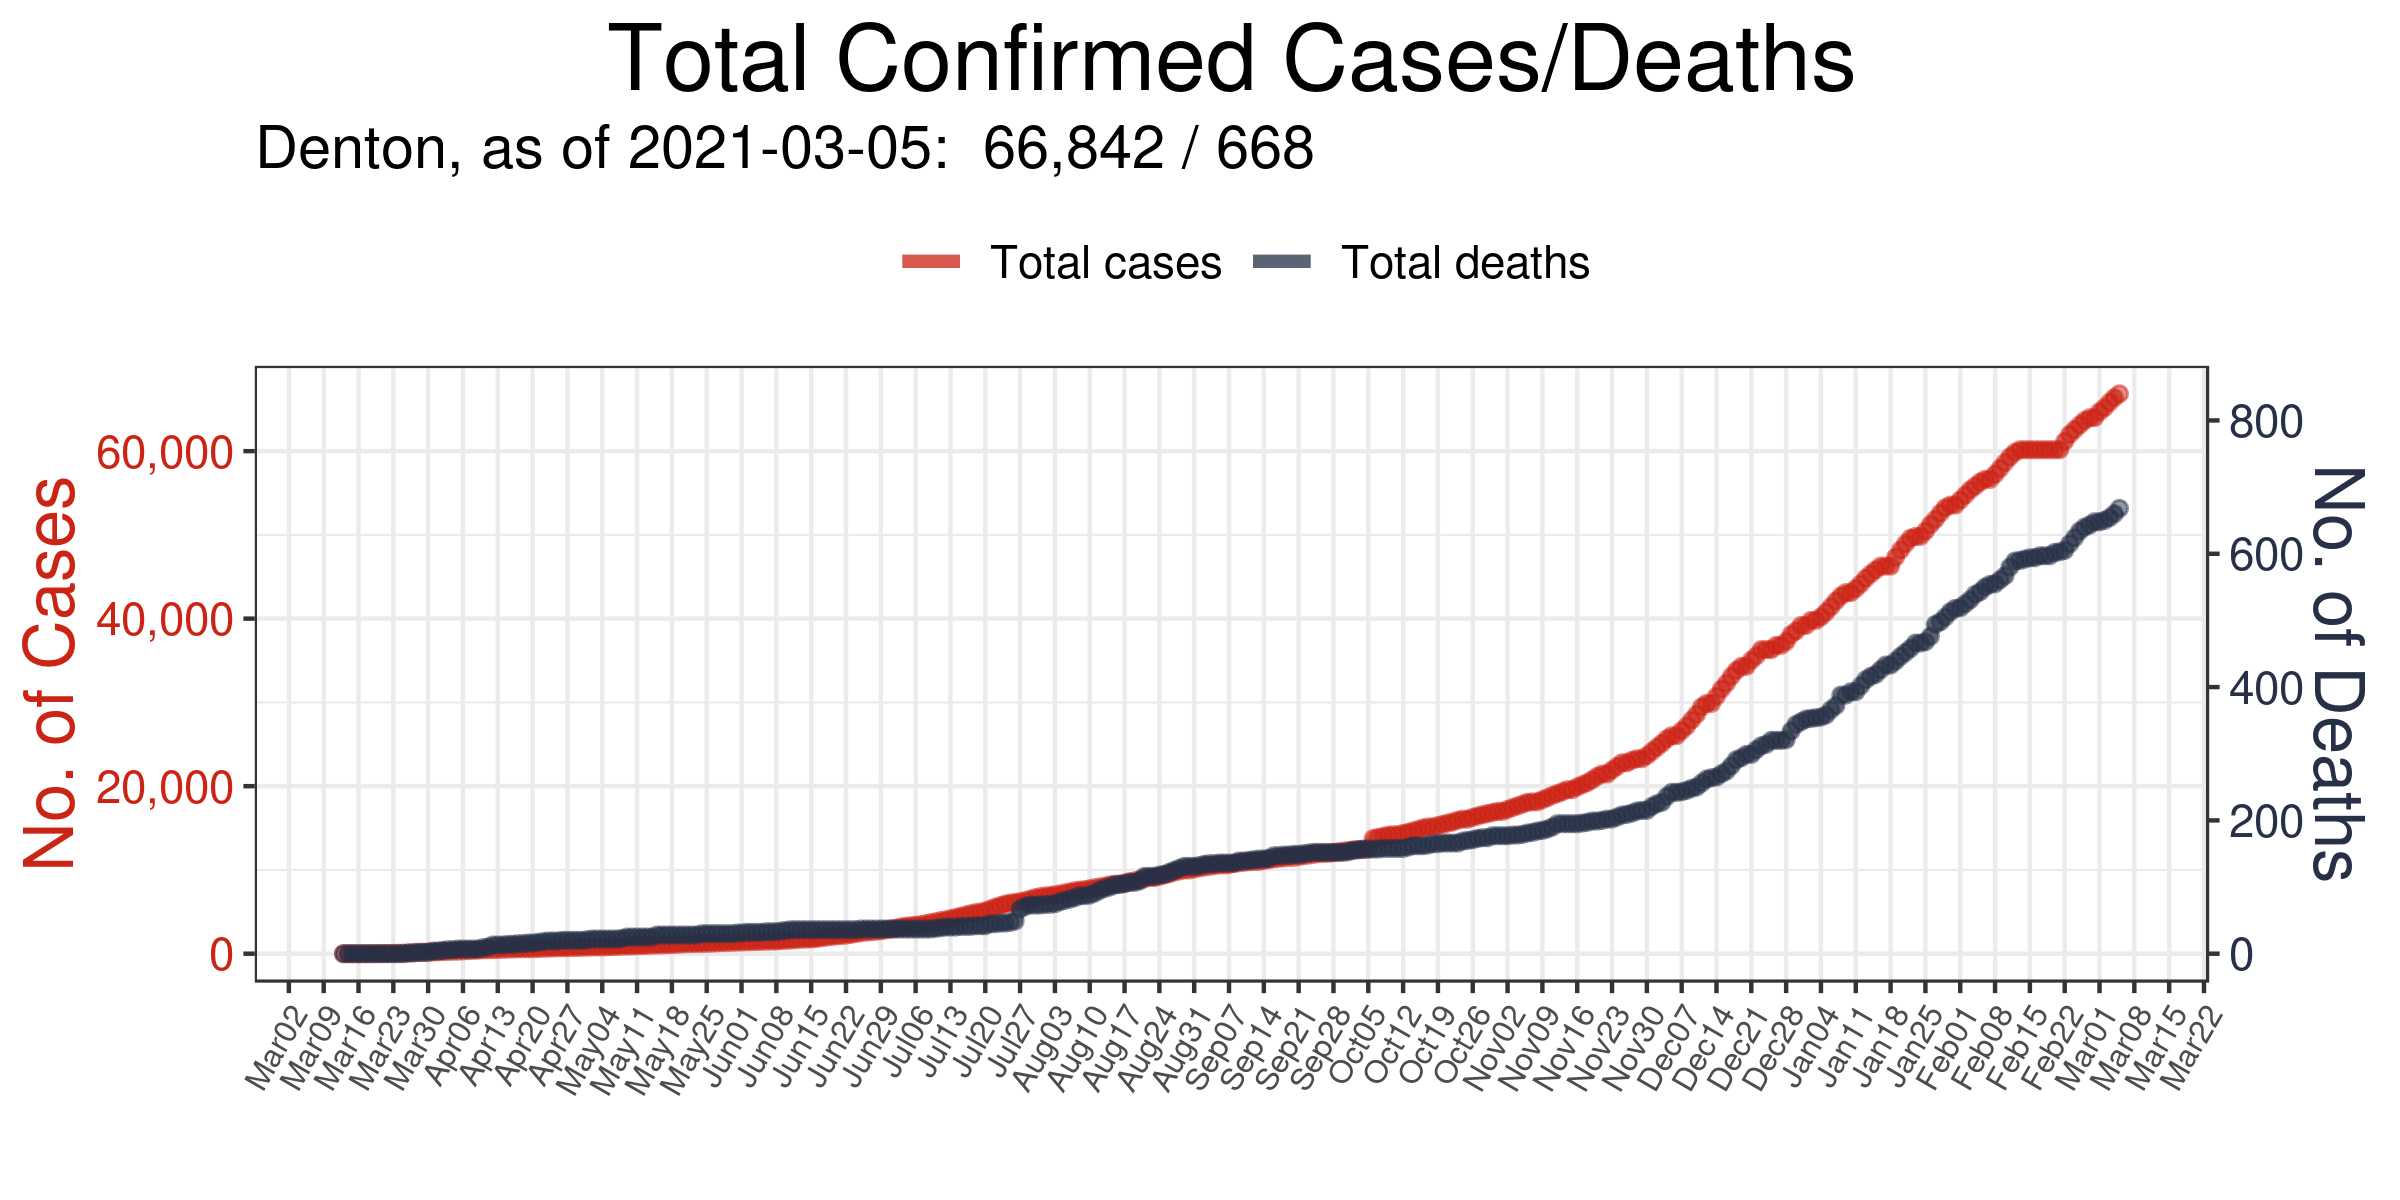 Total Confirmed Cases/Deaths
Denton, as of 2021-03-05: 66,842 / 668
Total cases
Total deaths
No. of Cases
60,000
40,000
20,000
0
800
600
400
200
0
No. of Deaths
Mar02
Mar09
Mar16
Mar23
Mar30
Apr06
Apr13
Apr20
Apr27
May04
May11
May18
May25
Jun01
Jun08
Jun15
Jun22
Jun29
Jul06
Jul13
Jul20
Jul27
Aug03
Aug10
Aug17
Aug24
Aug31
Sep07
Sep14
Sep21
Sep28
Oct05
Oct12
Oct19
Oct26
Nov02
Nov09
Nov16
Nov23
Nov30
Dec07
Dec14
Dec21
Dec28
Dec04
Jan11
Jan18
Jan25
Feb01
Feb08
Feb15
Feb22
Mar01
Mar08
Mar15
Mar22